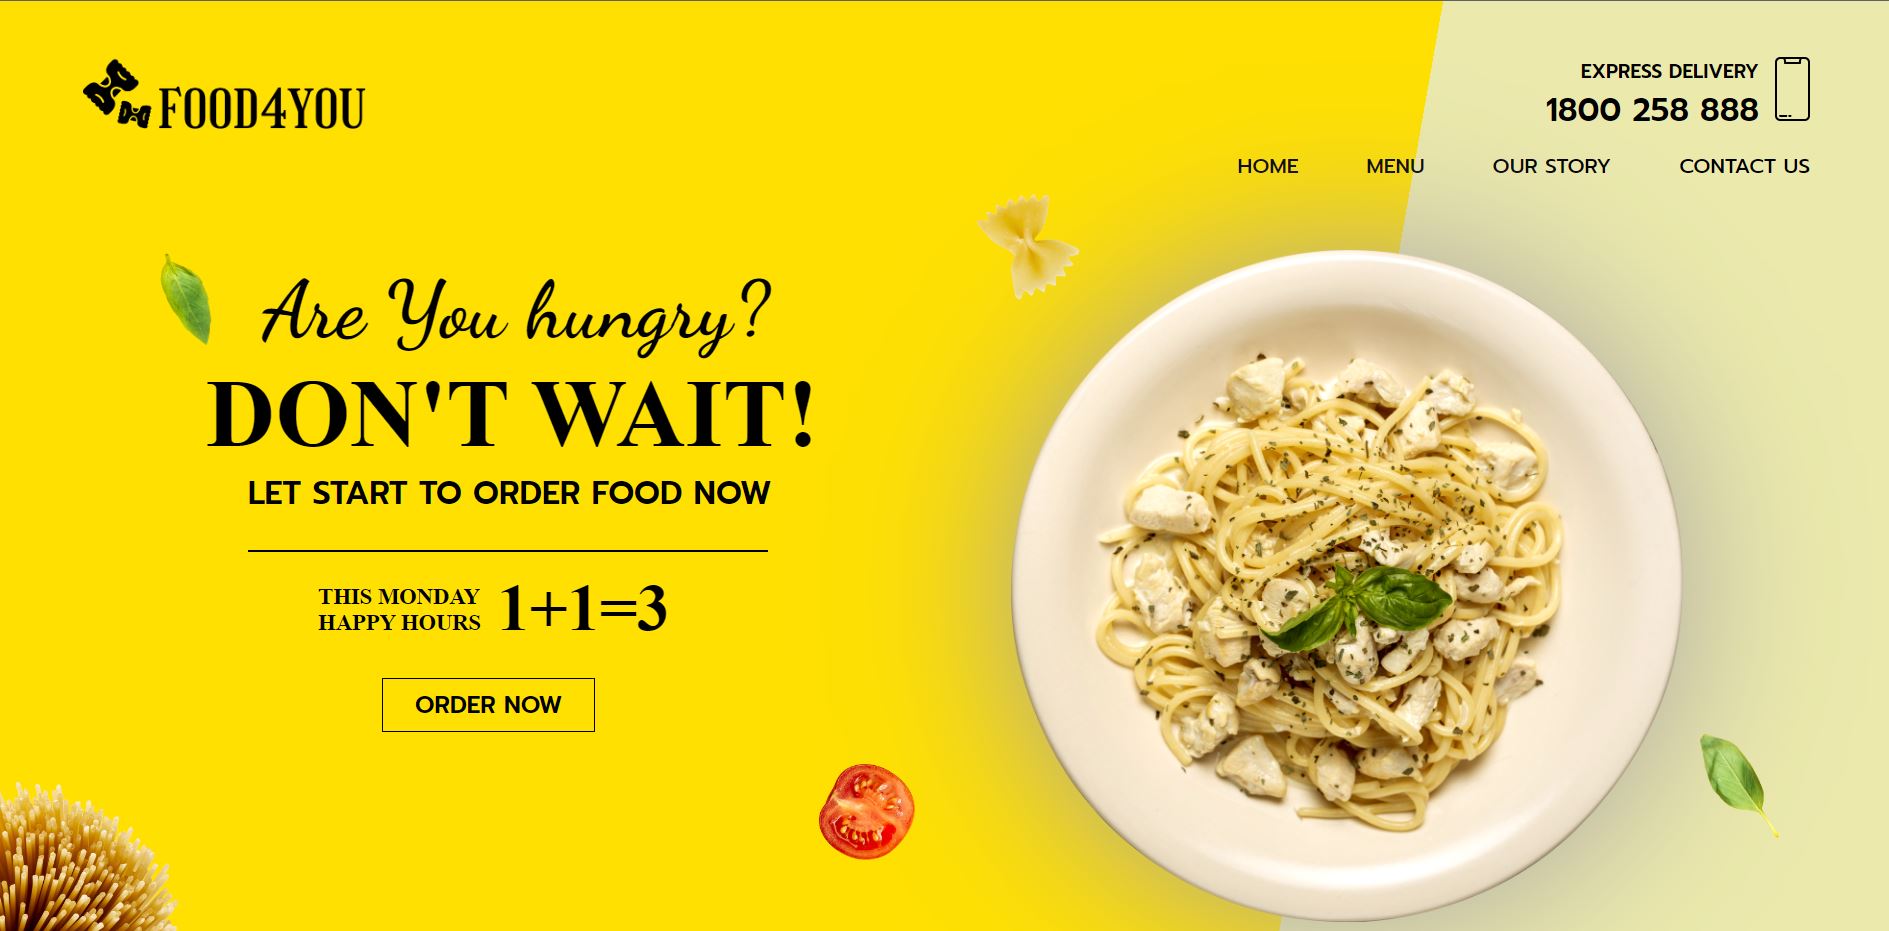 FOOD4YOU
EXPRESS DELIVERY
1800 258 888
HOME MENU OUR STORY CONTACT US
Are You hungry?
DON'T WAIT!
LET START TO ORDER FOOD NOW
THIS MONDAY
HAPPY HOURS
1+1=3
ORDER NOW